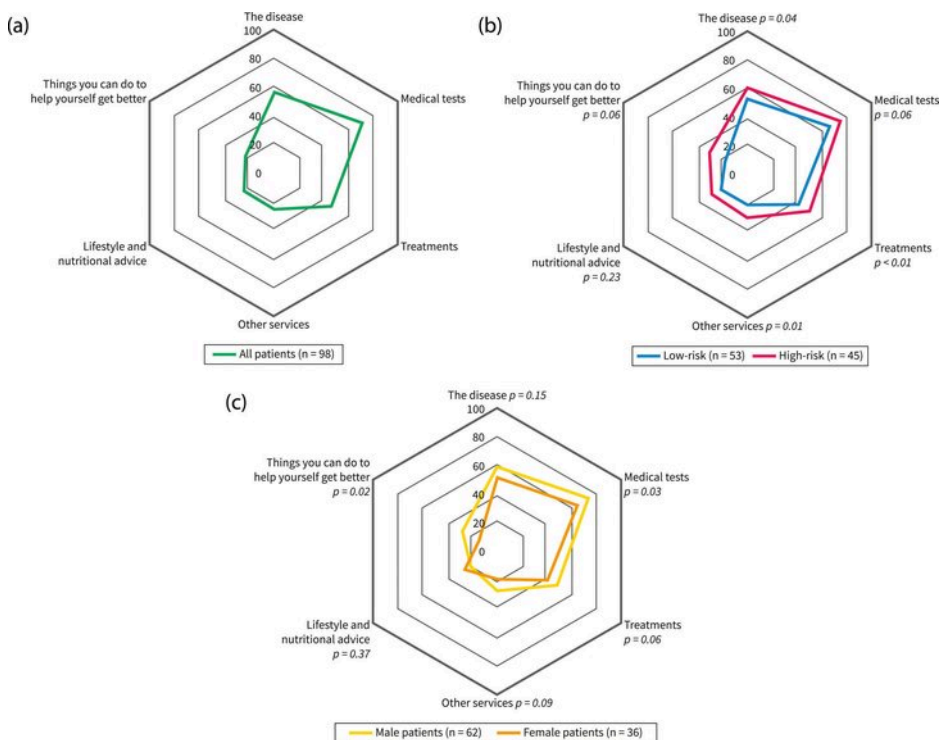 (a)
The disease
100
80
60
40
20
0
Things you can do to
help yourself get better
Medical tests
Lifestyle and
nutritional advice
Treatments
Other services
All patients (n = 98)
(b)
The disease p = 0.04
100
80
60
40
20
0
Things you can do to
help yourself get better
p = 0.06
Medical tests
p = 0.06
Lifestyle and
nutritional advice
p = 0.23
Treatments
p < 0.01
Other services p = 0.01
Low-risk (n = 53) High-risk (n = 45)
(c)
The disease p = 0.15
100
80
60
40
20
0
Things you can do to
help yourself get better
p = 0.02
Medical tests
p = 0.03
Lifestyle and
nutritional advice
p = 0.37
Treatments
p = 0.06
Other services p = 0.09
Male patients (n = 62) Female patients (n = 36)